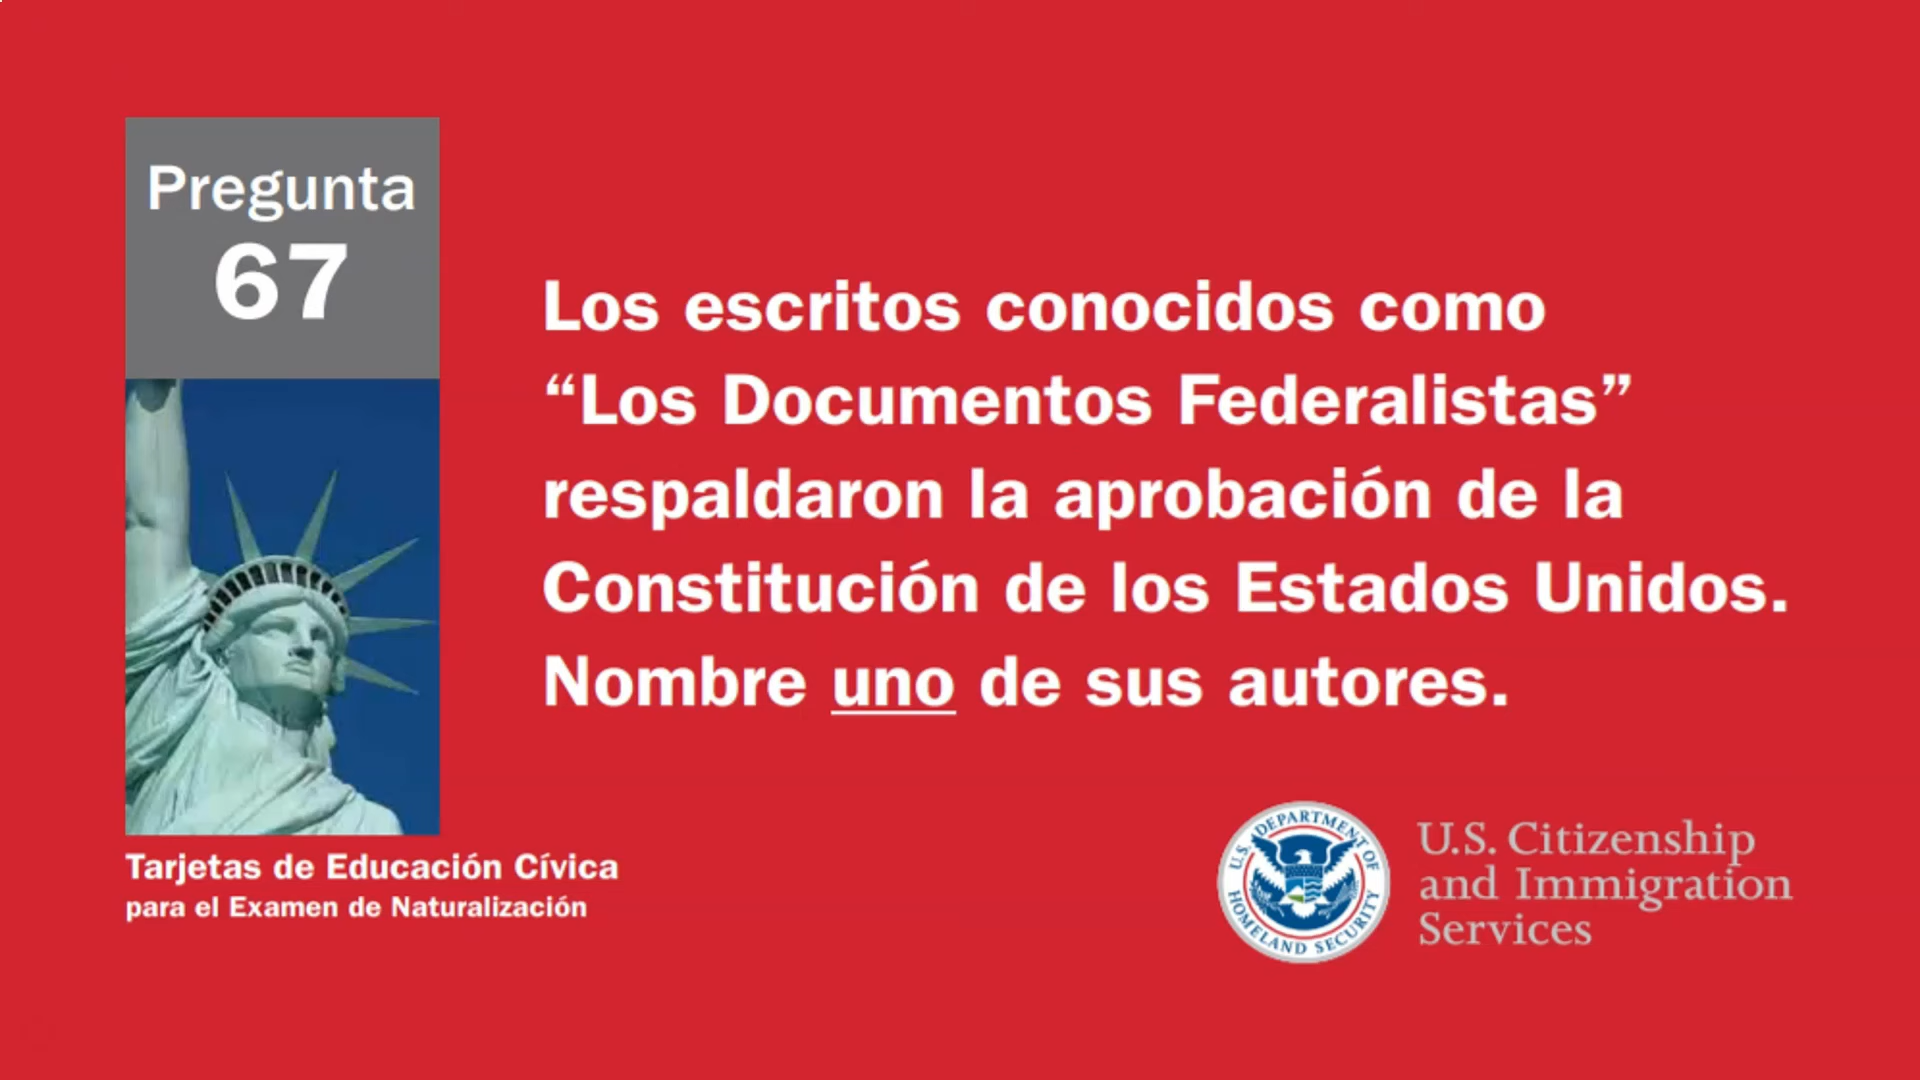 Pregunta
67
Los escritos conocidos como
“Los Documentos Federalistas”
respaldaron la aprobación de la
Constitución de los Estados Unidos.
Nombre uno de sus autores.
Tarjetas de Educación Cívica
para el Examen de Naturalización
U.S. DEPARTMENT OF
HOMELAND SECURITY
U.S. Citizenship
and Immigration
Services